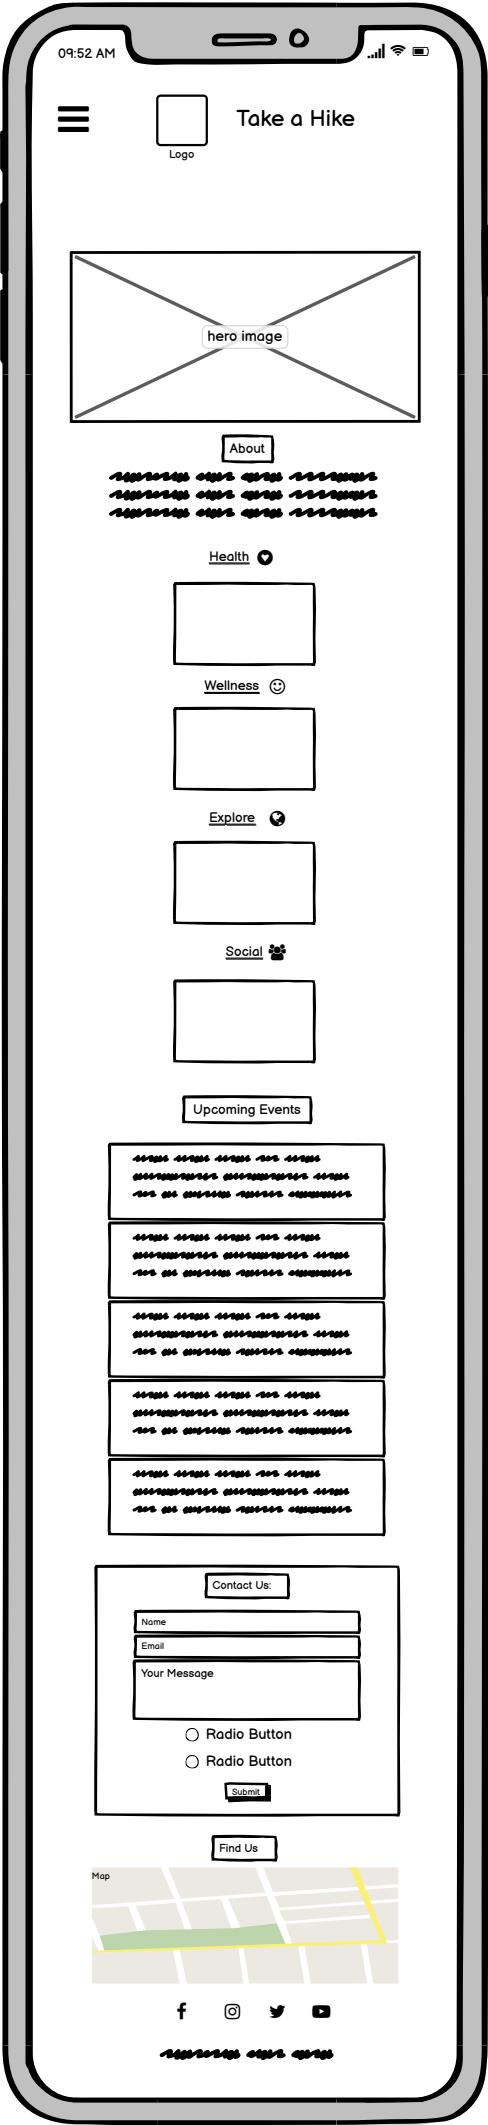 09:52 AM
Take a Hike
Logo
hero image
About
Health
Wellness
Explore
Social
Upcoming Events
Contact Us:
Name
Email
Your Message
Radio Button
Radio Button
Submit
Find Us
Map